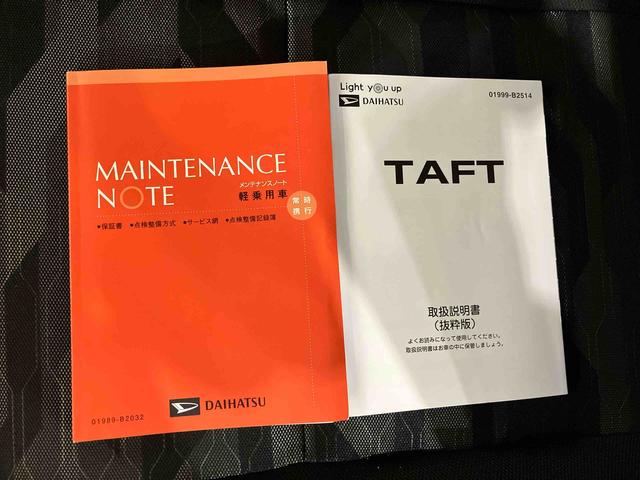 MAINTENANCE
NOTE
メンテナンスノート
軽乗用車
常時
携行
●保証書 ●点検整備方式 ●サービス網 ●点検整備記録簿
DAIHATSU
01989-B2032
Light you up
DAIHATSU
01999-B2514
TAFT
取扱説明書
(抜粋版)
よくお読みになって使用してください。
取扱説明書はお車の中に保管しましょう。